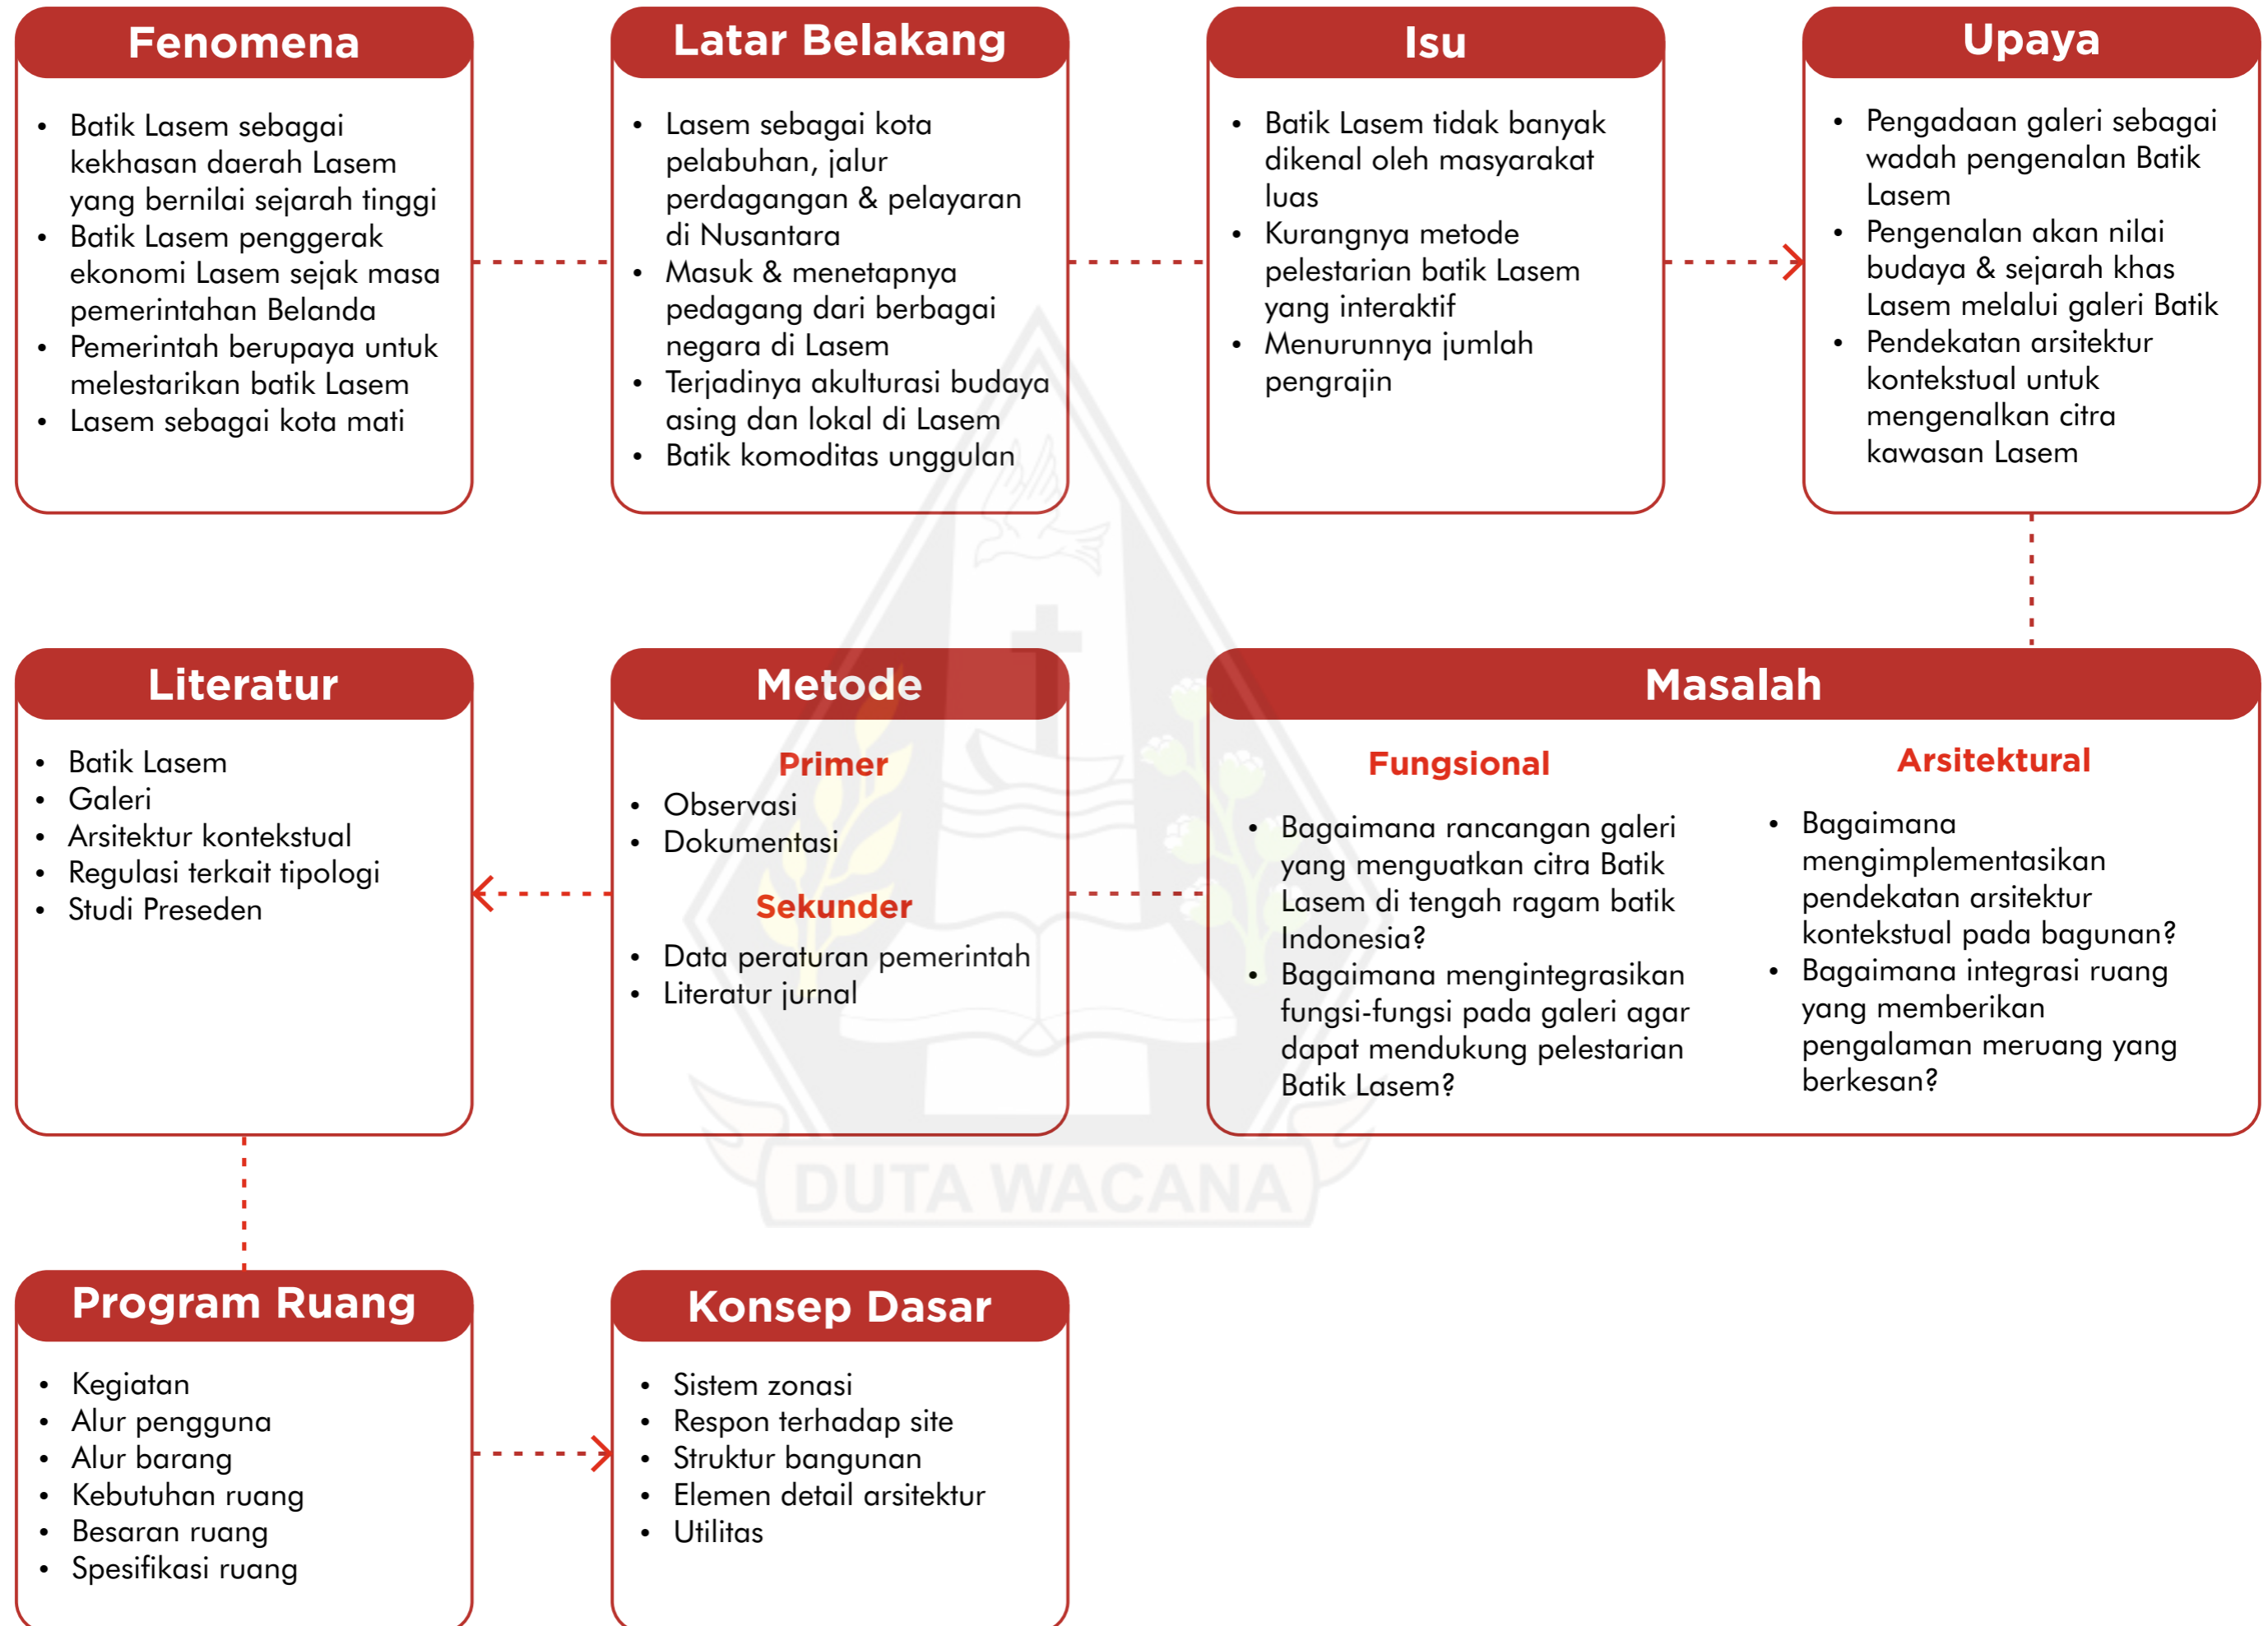 Fenomena
• Batik Lasem sebagai
kekhasan daerah Lasem
yang bernilai sejarah tinggi
• Batik Lasem penggerak
ekonomi Lasem sejak masa
pemerintahan Belanda
• Pemerintah berupaya untuk
melestarikan batik Lasem
• Lasem sebagai kota mati
Latar Belakang
• Lasem sebagai kota
pelabuhan, jalur
perdagangan & pelayaran
di Nusantara
• Masuk & menetapnya
pedagang dari berbagai
negara di Lasem
• Terjadinya akulturasi budaya
asing dan lokal di Lasem
• Batik komoditas unggulan
Isu
• Batik Lasem tidak banyak
dikenal oleh masyarakat
luas
• Kurangnya metode
pelestarian batik Lasem
yang interaktif
• Menurunnya jumlah
pengrajin
Upaya
• Pengadaan galeri sebagai
wadah pengenalan Batik
Lasem
• Pengenalan akan nilai
budaya & sejarah khas
Lasem melalui galeri Batik
• Pendekatan arsitektur
kontekstual untuk
mengenalkan citra
kawasan Lasem
Literatur
• Batik Lasem
• Galeri
• Arsitektur kontekstual
• Regulasi terkait tipologi
• Studi Preseden
Metode
Primer
• Observasi
• Dokumentasi
Sekunder
• Data peraturan pemerintah
• Literatur jurnal
Masalah
Fungsional
• Bagaimana rancangan galeri
yang menguatkan citra Batik
Lasem di tengah ragam batik
Indonesia?
• Bagaimana mengintegrasikan
fungsi-fungsi pada galeri agar
dapat mendukung pelestarian
Batik Lasem?
Arsitektural
• Bagaimana
mengimplementasikan
pendekatan arsitektur
kontekstual pada bagunan?
• Bagaimana integrasi ruang
yang memberikan
pengalaman meruang yang
berkesan?
DUTA WACANA
Program Ruang
• Kegiatan
• Alur pengguna
• Alur barang
• Kebutuhan ruang
• Besaran ruang
• Spesifikasi ruang
Konsep Dasar
• Sistem zonasi
• Respon terhadap site
• Struktur bangunan
• Elemen detail arsitektur
• Utilitas